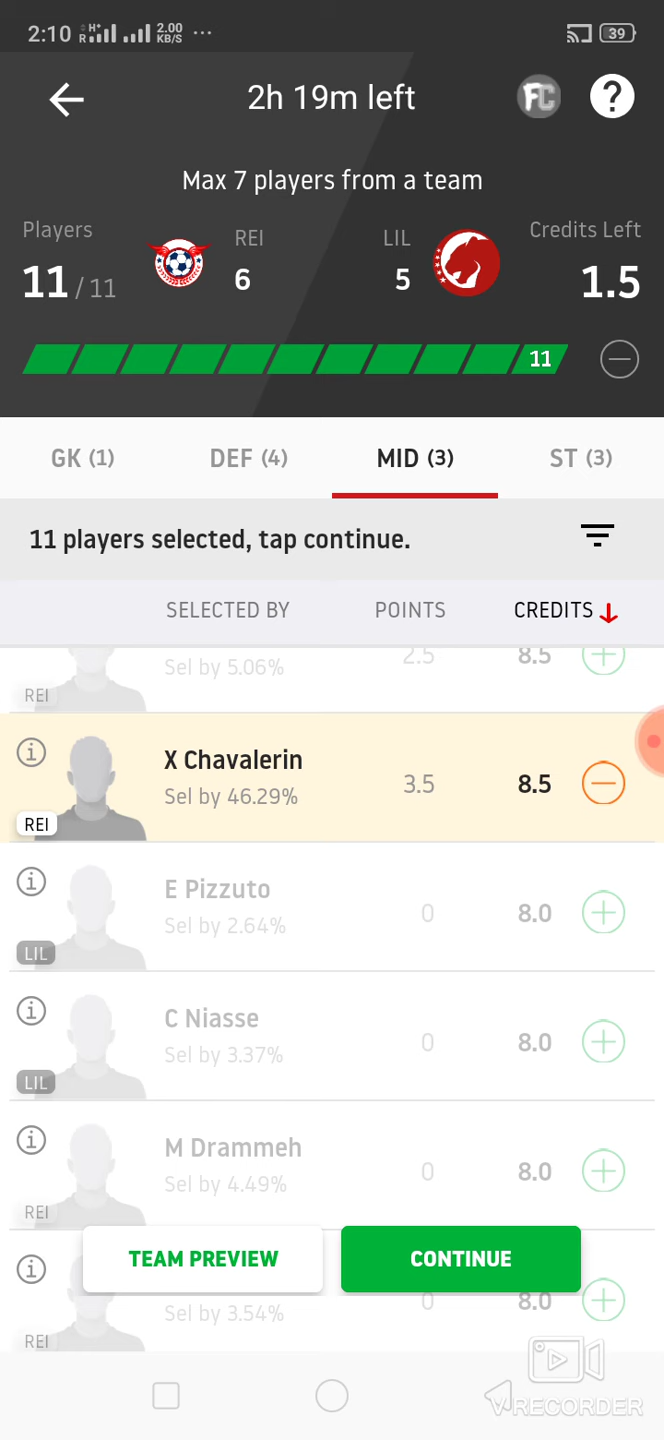 2:10 R H+ 2.00 KB/S ... 39
2h 19m left FC ?
Max 7 players from a team
Players REI LIL Credits Left
11 / 11 6 5 1.5
11
GK (1) DEF (4) MID (3) ST (3)
11 players selected, tap continue.
SELECTED BY POINTS CREDITS
Sel by 5.06% 2.5 8.5
REI
X Chavalerin
Sel by 46.29% 3.5 8.5
REI
E Pizzuto
Sel by 2.64% 0 8.0
LIL
C Niasse
Sel by 3.37% 0 8.0
LIL
M Drammeh
Sel by 4.49% 0 8.0
REI
TEAM PREVIEW CONTINUE
Sel by 3.54% 0 8.0
REI
VRECORDER